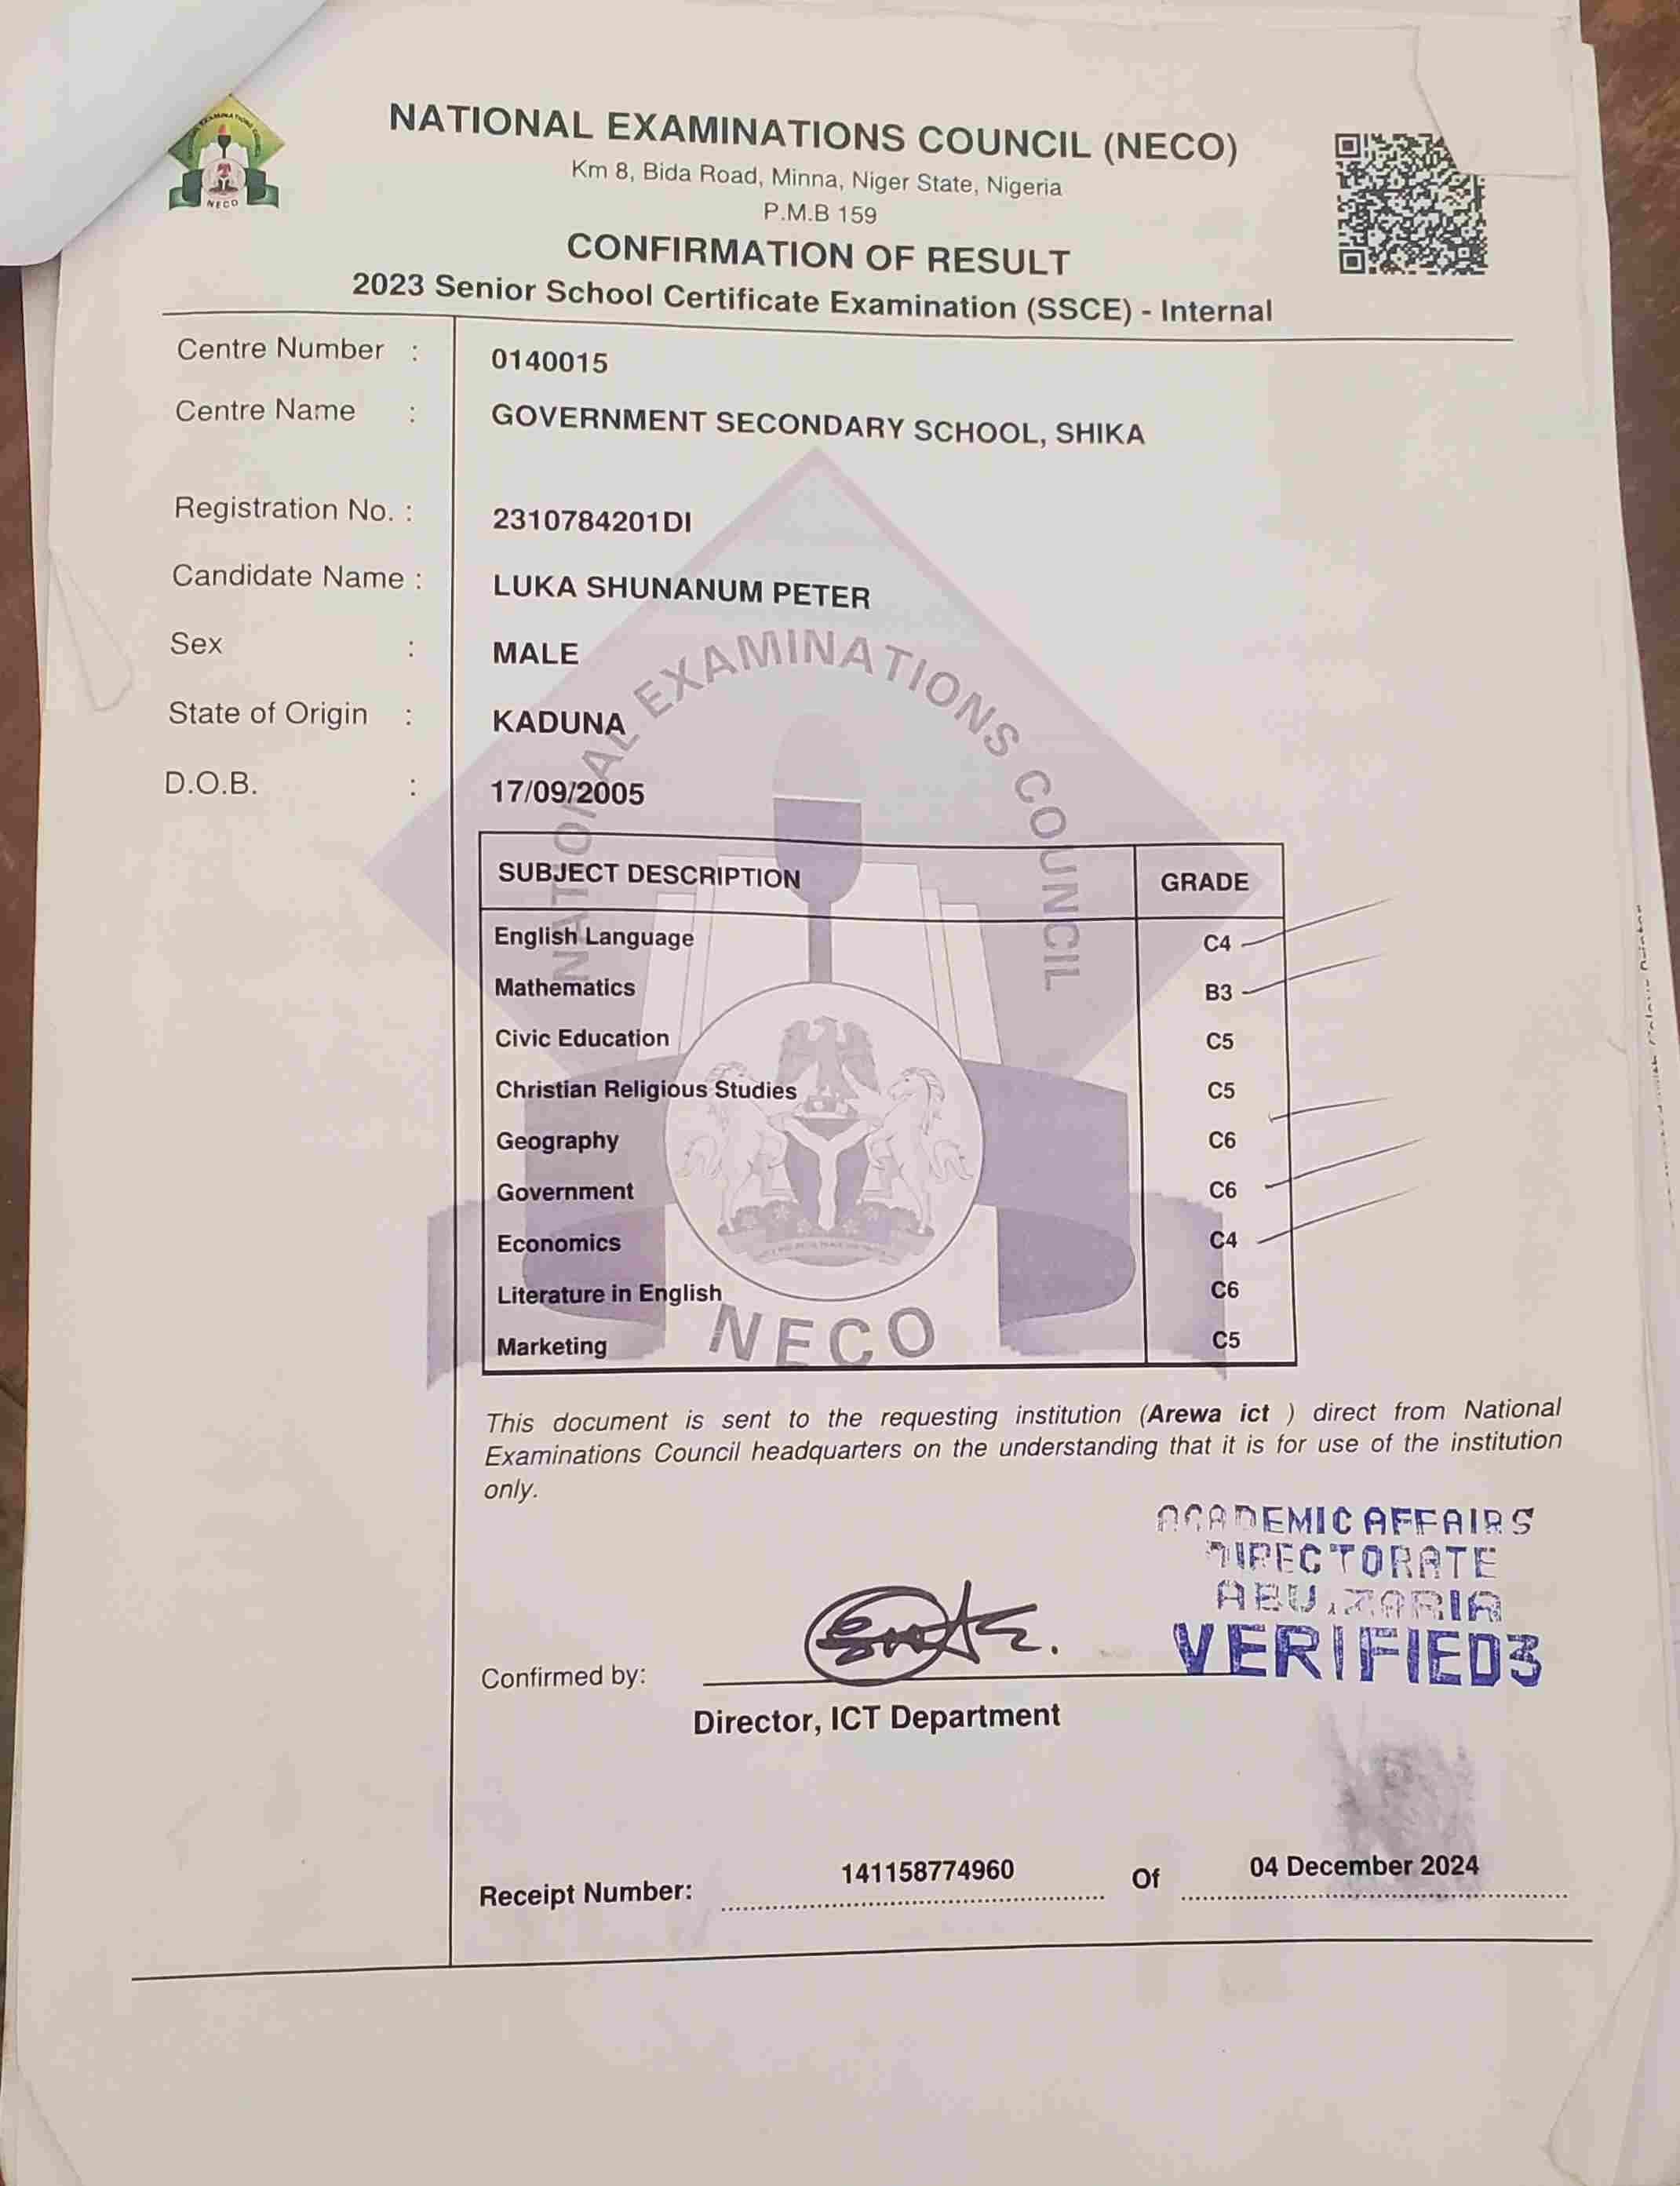 NATIONAL EXAMINATIONS COUNCIL (NECO)
Km 8, Bida Road, Minna, Niger State, Nigeria
P.M.B 159
CONFIRMATION OF RESULT
2023 Senior School Certificate Examination (SSCE) - Internal
NECO
Centre Number : 0140015
Centre Name : GOVERNMENT SECONDARY SCHOOL, SHIKA
Registration No. : 2310784201DI
Candidate Name : LUKA SHUNANUM PETER
Sex : MALE
State of Origin : KADUNA
D.O.B. : 17/09/2005
NATIONAL EXAMINATIONS COUNCIL
SUBJECT DESCRIPTION GRADE
English Language C4
Mathematics B3
Civic Education C5
Christian Religious Studies C5
Geography C6
Government C6
Economics C4
Literature in English C6
Marketing C5
NECO
This document is sent to the requesting institution (Arewa ict ) direct from National
Examinations Council headquarters on the understanding that it is for use of the institution
only.
ACADEMIC AFFAIRS
DIRECTORATE
ABU, ZARIA
VERIFIED3
Confirmed by:
Director, ICT Department
Receipt Number: 141158774960 Of 04 December 2024